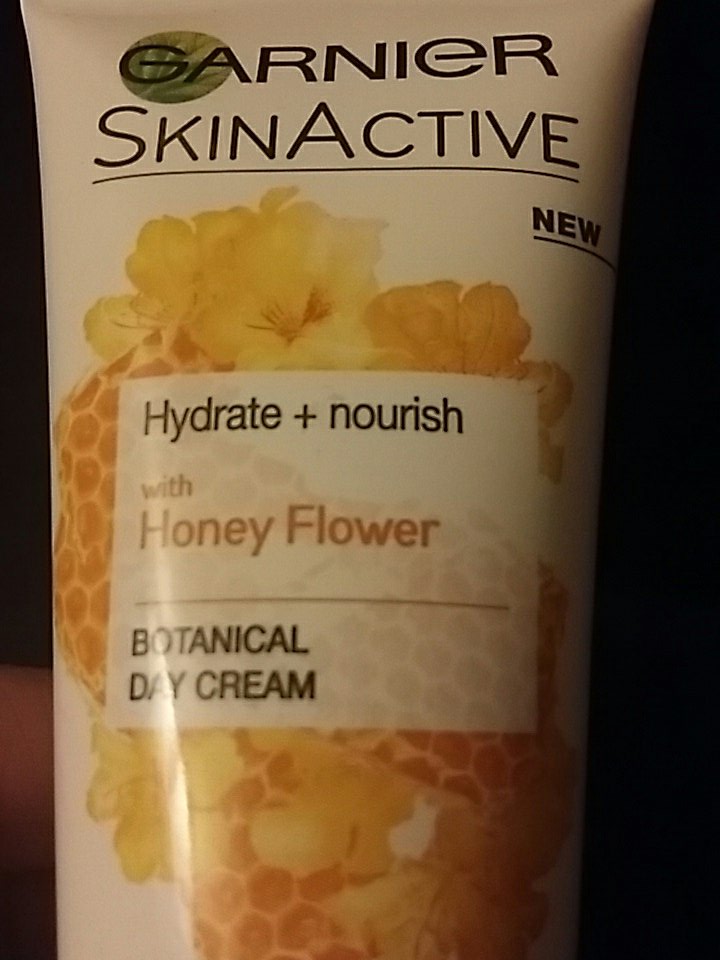 GARNIER
SKINACTIVE
NEW
Hydrate + nourish
with
Honey Flower
BOTANICAL
DAY CREAM